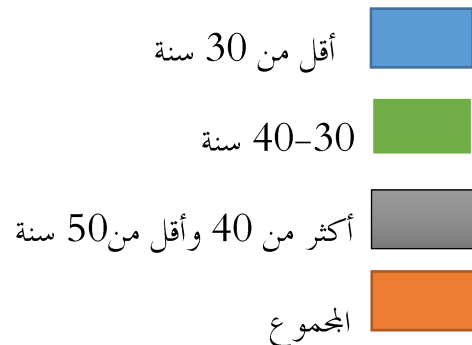 أقل من 30 سنة
30-40 سنة
أكثر من 40 وأقل من50 سنة
المجموع